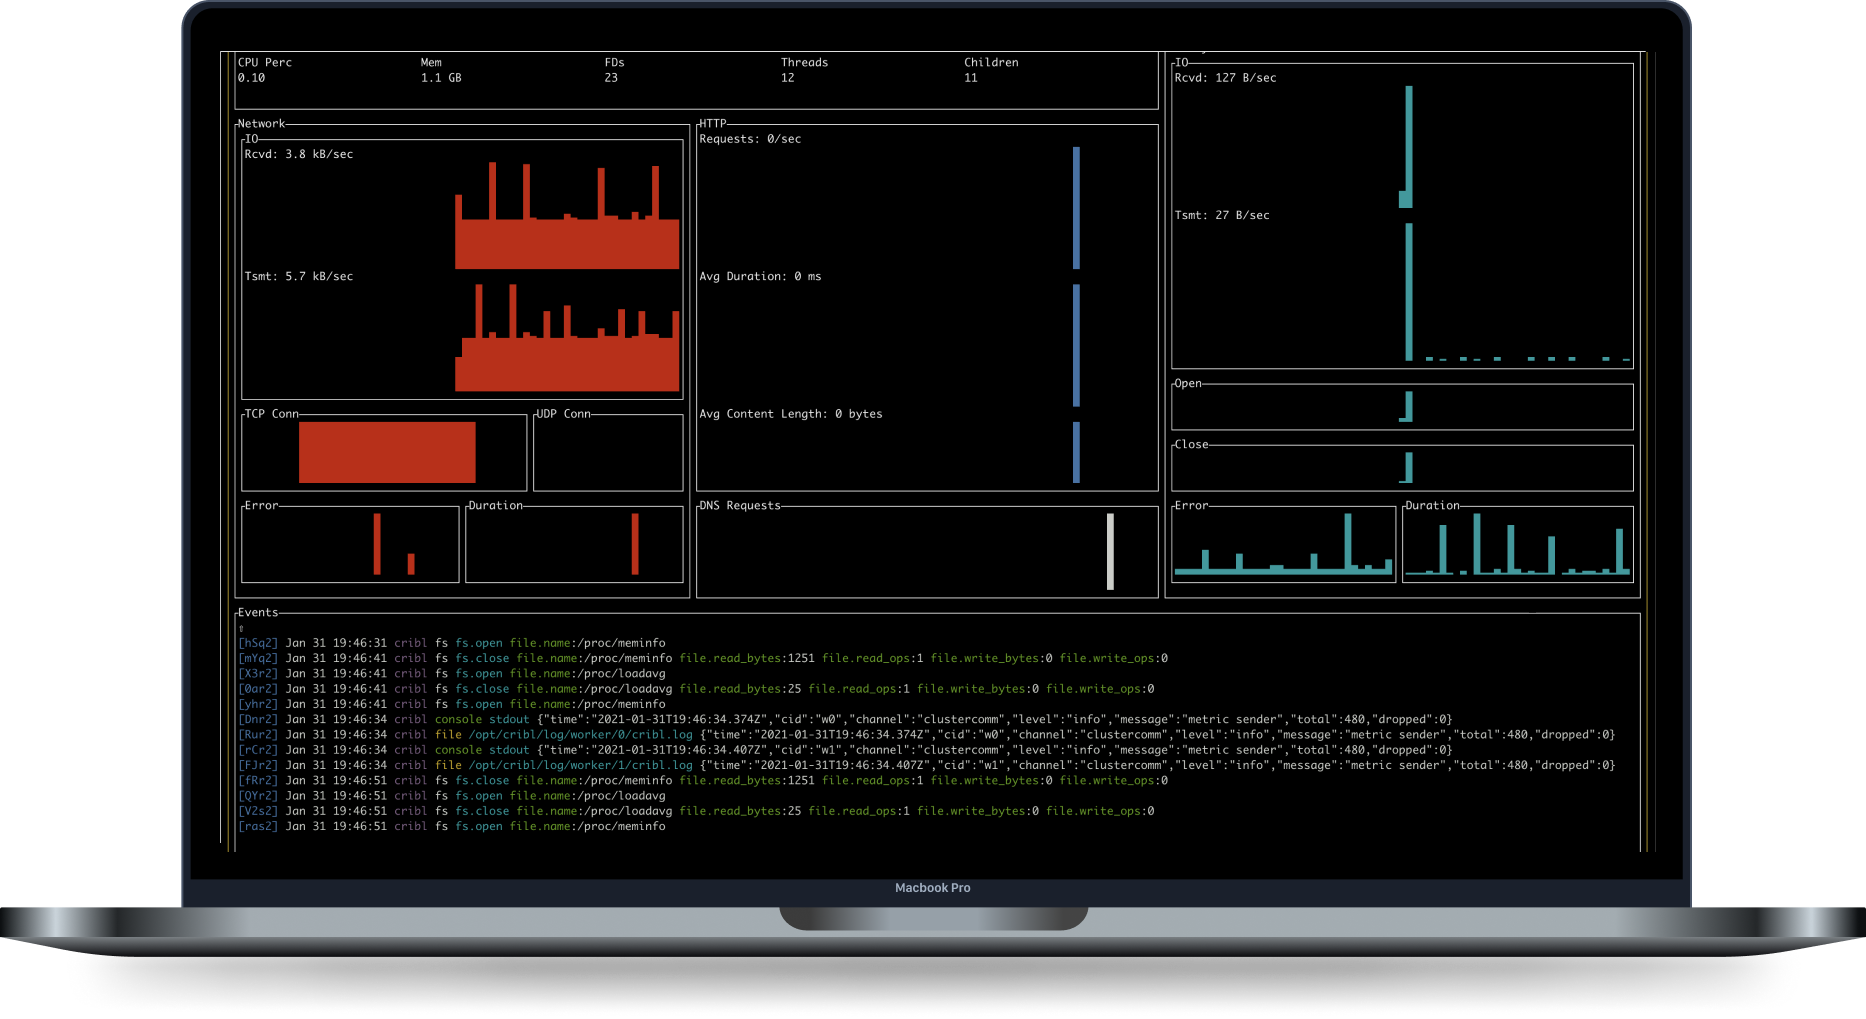 CPU Perc Mem FDs Threads Children
0.10 1.1 GB 23 12 11
Network
IO
Rcvd: 3.8 kB/sec
Tsmt: 5.7 kB/sec
TCP Conn
UDP Conn
Error
Duration
HTTP
Requests: 0/sec
Avg Duration: 0 ms
Avg Content Length: 0 bytes
DNS Requests
IO
Rcvd: 127 B/sec
Tsmt: 27 B/sec
Open
Close
Error
Duration
Events
⇧
[hSq2] Jan 31 19:46:31 cribl fs fs.open file.name:/proc/meminfo
[mYq2] Jan 31 19:46:41 cribl fs fs.close file.name:/proc/meminfo file.read_bytes:1251 file.read_ops:1 file.write_bytes:0 file.write_ops:0
[X3r2] Jan 31 19:46:41 cribl fs fs.open file.name:/proc/loadavg
[0ar2] Jan 31 19:46:41 cribl fs fs.close file.name:/proc/loadavg file.read_bytes:25 file.read_ops:1 file.write_bytes:0 file.write_ops:0
[yhr2] Jan 31 19:46:41 cribl fs fs.open file.name:/proc/meminfo
[Dnr2] Jan 31 19:46:34 cribl console stdout {"time":"2021-01-31T19:46:34.374Z","cid":"w0","channel":"clustercomm","level":"info","message":"metric sender","total":480,"dropped":0}
[Rur2] Jan 31 19:46:34 cribl file /opt/cribl/log/worker/0/cribl.log {"time":"2021-01-31T19:46:34.374Z","cid":"w0","channel":"clustercomm","level":"info","message":"metric sender","total":480,"dropped":0}
[rCr2] Jan 31 19:46:34 cribl console stdout {"time":"2021-01-31T19:46:34.407Z","cid":"w1","channel":"clustercomm","level":"info","message":"metric sender","total":480,"dropped":0}
[FJr2] Jan 31 19:46:34 cribl file /opt/cribl/log/worker/1/cribl.log {"time":"2021-01-31T19:46:34.407Z","cid":"w1","channel":"clustercomm","level":"info","message":"metric sender","total":480,"dropped":0}
[fRr2] Jan 31 19:46:51 cribl fs fs.close file.name:/proc/meminfo file.read_bytes:1251 file.read_ops:1 file.write_bytes:0 file.write_ops:0
[QYr2] Jan 31 19:46:51 cribl fs fs.open file.name:/proc/loadavg
[V2s2] Jan 31 19:46:51 cribl fs fs.close file.name:/proc/loadavg file.read_bytes:25 file.read_ops:1 file.write_bytes:0 file.write_ops:0
[ras2] Jan 31 19:46:51 cribl fs fs.open file.name:/proc/meminfo
Macbook Pro